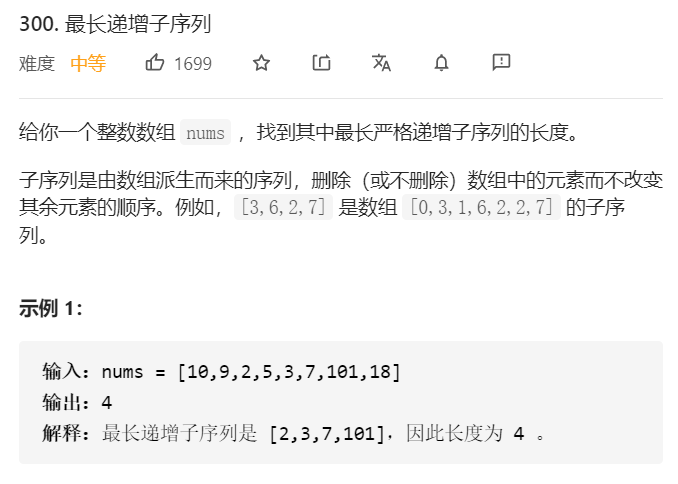 300. 最长递增子序列
难度 中等 1699
给你一个整数数组 nums ，找到其中最长严格递增子序列的长度。
子序列是由数组派生而来的序列，删除（或不删除）数组中的元素而不改变
其余元素的顺序。例如，[3,6,2,7] 是数组 [0,3,1,6,2,2,7] 的子序
列。
示例 1：
输入：nums = [10,9,2,5,3,7,101,18]
输出：4
解释：最长递增子序列是 [2,3,7,101]，因此长度为 4 。